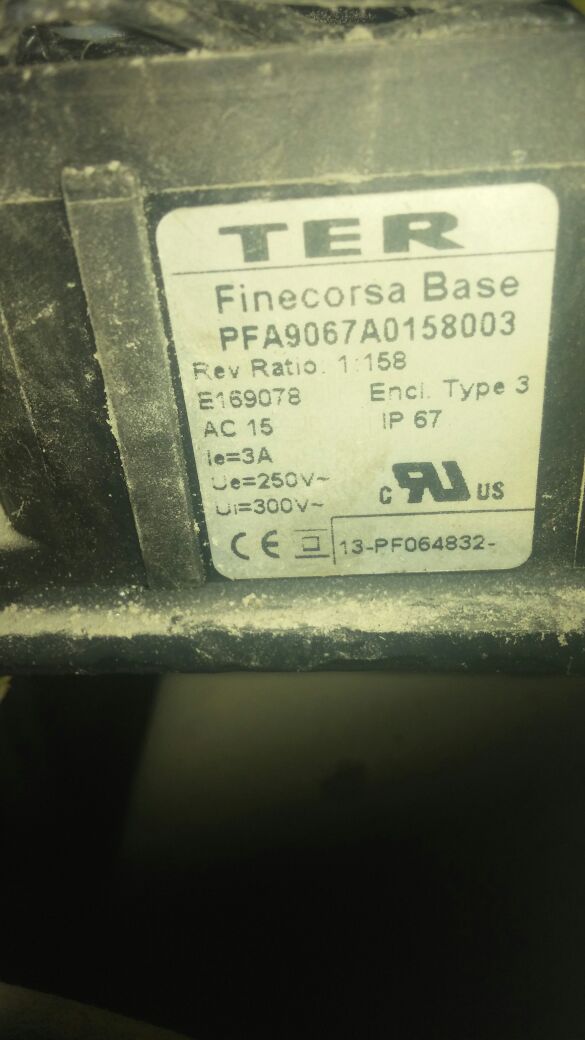 TER
Finecorsa Base
PFA9067A0158003
Rev Ratio: 1:158
E169078 Encl. Type 3
AC 15 IP 67
Ie=3A
Ue=250V~
Ui=300V~
c RU US
CE 13-PF064832-